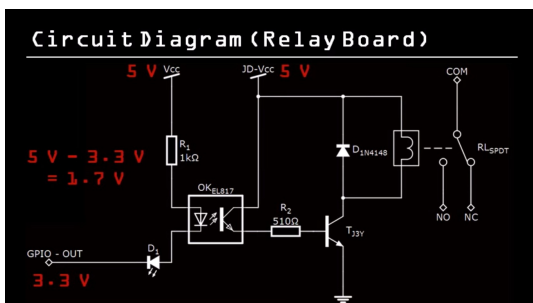 Circuit Diagram (Relay Board)
5 V Vcc JD-Vcc 5 V
COM
R1
1kΩ
5 V - 3.3 V
= 1.7 V
D1N4148
RLSPDT
OKEL817
R2
510Ω
TJ3Y
NO NC
D1
GPIO - OUT
3.3 V